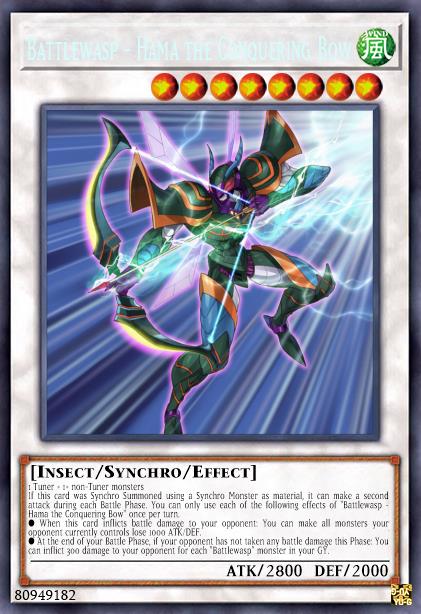 Battlewasp - Hama the Conquering Bow
WIND
風
[Insect/Synchro/Effect]
1 Tuner + 1+ non-Tuner monsters
If this card was Synchro Summoned using a Synchro Monster as material, it can make a second
attack during each Battle Phase. You can only use each of the following effects of "Battlewasp -
Hama the Conquering Bow" once per turn.
● When this card inflicts battle damage to your opponent: You can make all monsters your
opponent currently controls lose 1000 ATK/DEF.
● At the end of your Battle Phase, if your opponent has not taken any battle damage this Phase: You
can inflict 300 damage to your opponent for each "Battlewasp" monster in your GY.
ATK/2800 DEF/2000
80949182